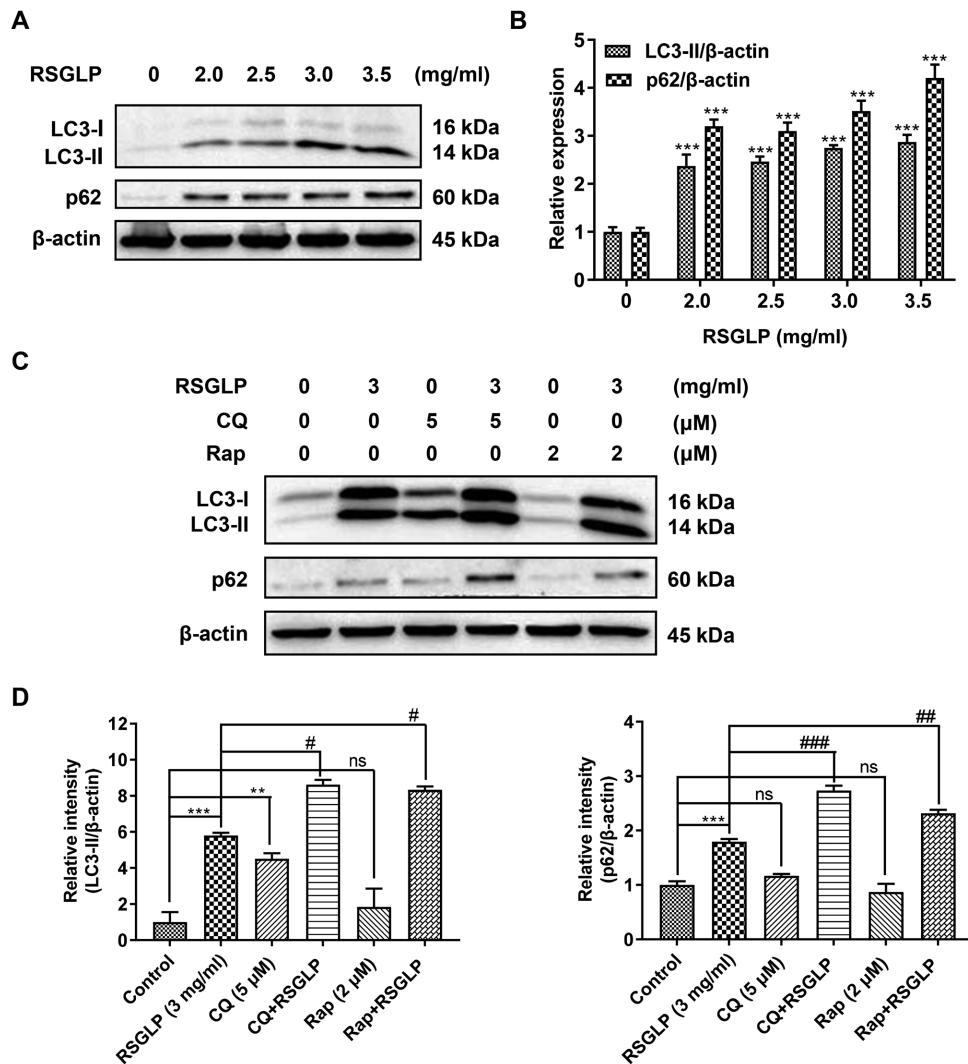 A
RSGLP 0 2.0 2.5 3.0 3.5 (mg/ml)
LC3-I 16 kDa
LC3-II 14 kDa
p62 60 kDa
β-actin 45 kDa
B
LC3-II/β-actin
p62/β-actin
Relative expression
5
4
3
2
1
0
*** *** *** *** *** *** *** ***
0 2.0 2.5 3.0 3.5
RSGLP (mg/ml)
C
RSGLP 0 3 0 3 0 3 (mg/ml)
CQ 0 0 5 5 0 0 (μM)
Rap 0 0 0 0 2 2 (μM)
LC3-I 16 kDa
LC3-II 14 kDa
p62 60 kDa
β-actin 45 kDa
D
Relative intensity
(LC3-II/β-actin)
12
10
8
6
4
2
0
#
#
ns
**
***
Control
RSGLP (3 mg/ml)
CQ (5 μM)
CQ+RSGLP
Rap (2 μM)
Rap+RSGLP
Relative intensity
(p62/β-actin)
4
3
2
1
0
##
###
ns
ns
***
Control
RSGLP (3 mg/ml)
CQ (5 μM)
CQ+RSGLP
Rap (2 μM)
Rap+RSGLP